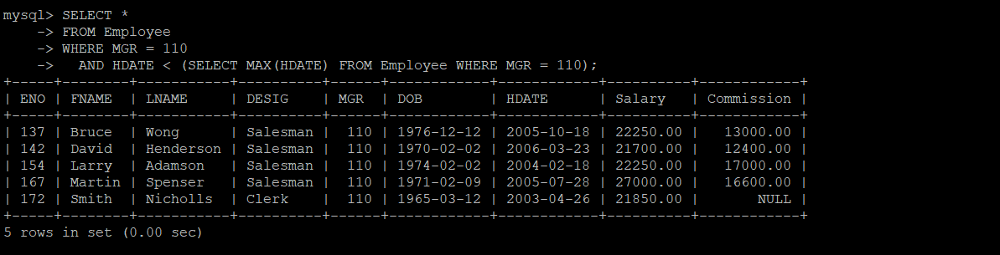 mysql> SELECT *
    -> FROM Employee
    -> WHERE MGR = 110
    ->   AND HDATE < (SELECT MAX(HDATE) FROM Employee WHERE MGR = 110);
+-----+--------+-----------+----------+------+------------+------------+----------+------------+
| ENO | FNAME  | LNAME     | DESIG    | MGR  | DOB        | HDATE      | Salary   | Commission |
+-----+--------+-----------+----------+------+------------+------------+----------+------------+
| 137 | Bruce  | Wong      | Salesman |  110 | 1976-12-12 | 2005-10-18 | 22250.00 |   13000.00 |
| 142 | David  | Henderson | Salesman |  110 | 1970-02-02 | 2006-03-23 | 21700.00 |   12400.00 |
| 154 | Larry  | Adamson   | Salesman |  110 | 1974-02-02 | 2004-02-18 | 22250.00 |   17000.00 |
| 167 | Martin | Spenser   | Salesman |  110 | 1971-02-09 | 2005-07-28 | 27000.00 |   16600.00 |
| 172 | Smith  | Nicholls  | Clerk    |  110 | 1965-03-12 | 2003-04-26 | 21850.00 |       NULL |
+-----+--------+-----------+----------+------+------------+------------+----------+------------+
5 rows in set (0.00 sec)